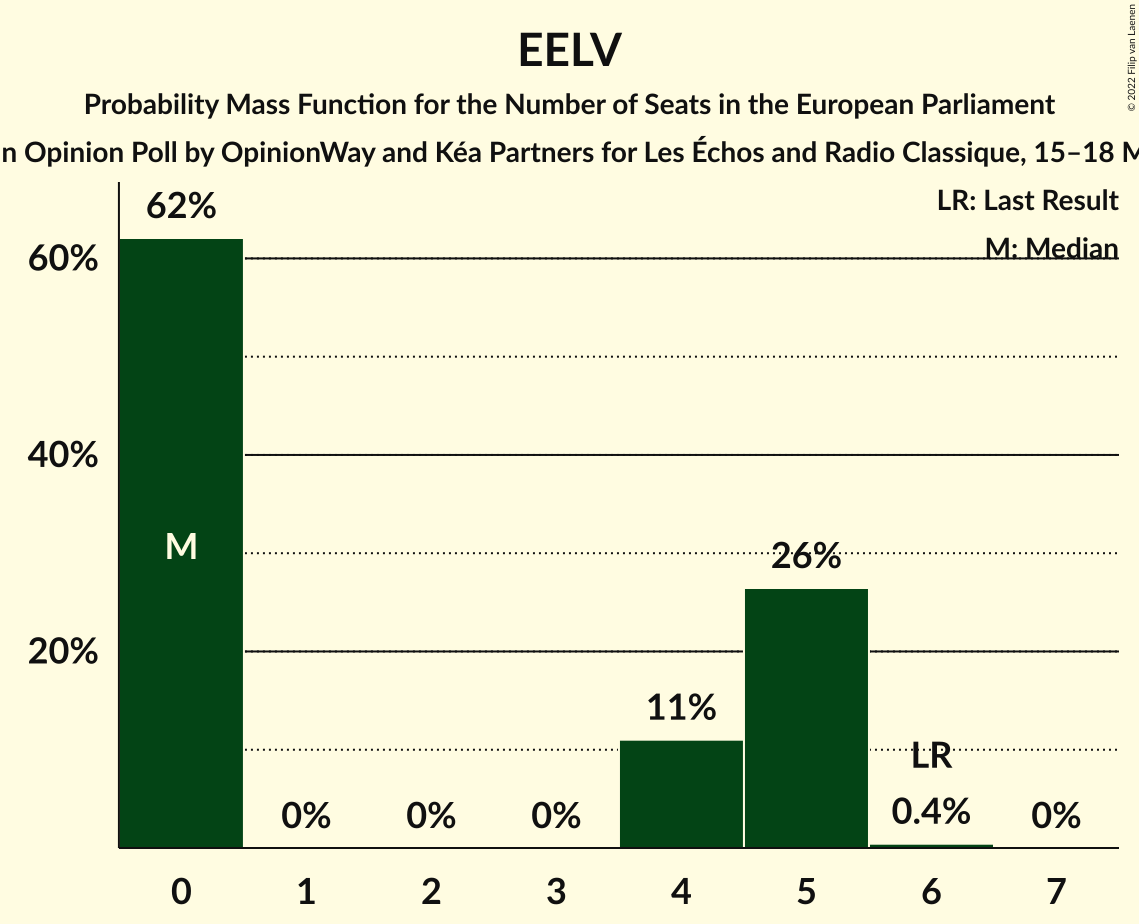 EELV
Probability Mass Function for the Number of Seats in the European Parliament
n Opinion Poll by OpinionWay and Kéa Partners for Les Échos and Radio Classique, 15–18 M
© 2022 Filip van Laenen
LR: Last Result
M: Median
62%
60%
40%
20%
M
0%
0%
0%
11%
26%
LR
0.4%
0%
0 1 2 3 4 5 6 7